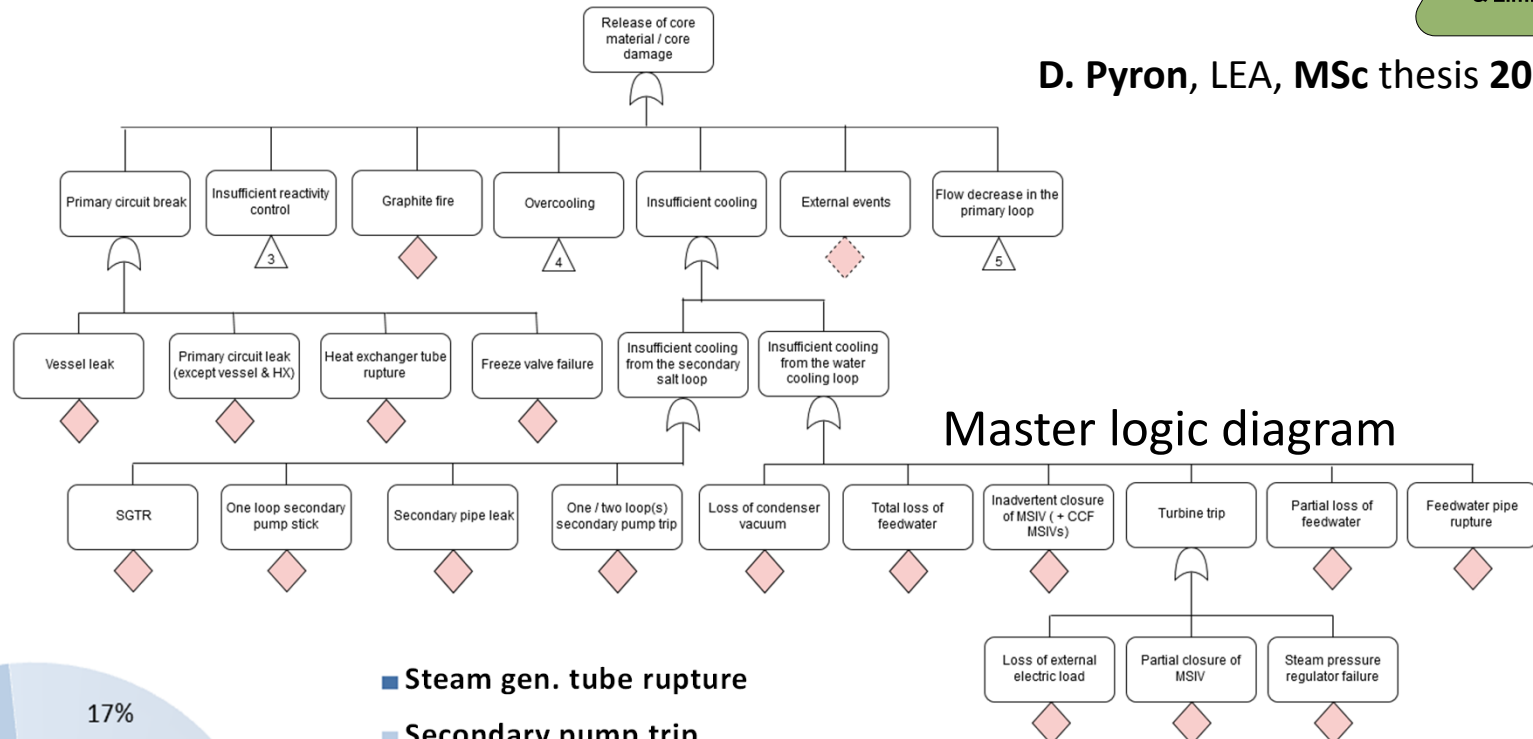 Release of core
material / core
damage
D. Pyron, LEA, MSc thesis 20
Primary circuit break
Insufficient reactivity
control
Graphite fire
Overcooling
Insufficient cooling
External events
Flow decrease in the
primary loop
3
4
5
Vessel leak
Primary circuit leak
(except vessel & HX)
Heat exchanger tube
rupture
Freeze valve failure
Insufficient cooling
from the secondary
salt loop
Insufficient cooling
from the water
cooling loop
Master logic diagram
SGTR
One loop secondary
pump stick
Secondary pipe leak
One / two loop(s)
secondary pump trip
Loss of condenser
vacuum
Total loss of
feedwater
Inadvertent closure
of MSIV ( + CCF
MSIVs)
Turbine trip
Partial loss of
feedwater
Feedwater pipe
rupture
Loss of external
electric load
Partial closure of
MSIV
Steam pressure
regulator failure
17%
Steam gen. tube rupture
Secondary pump trip